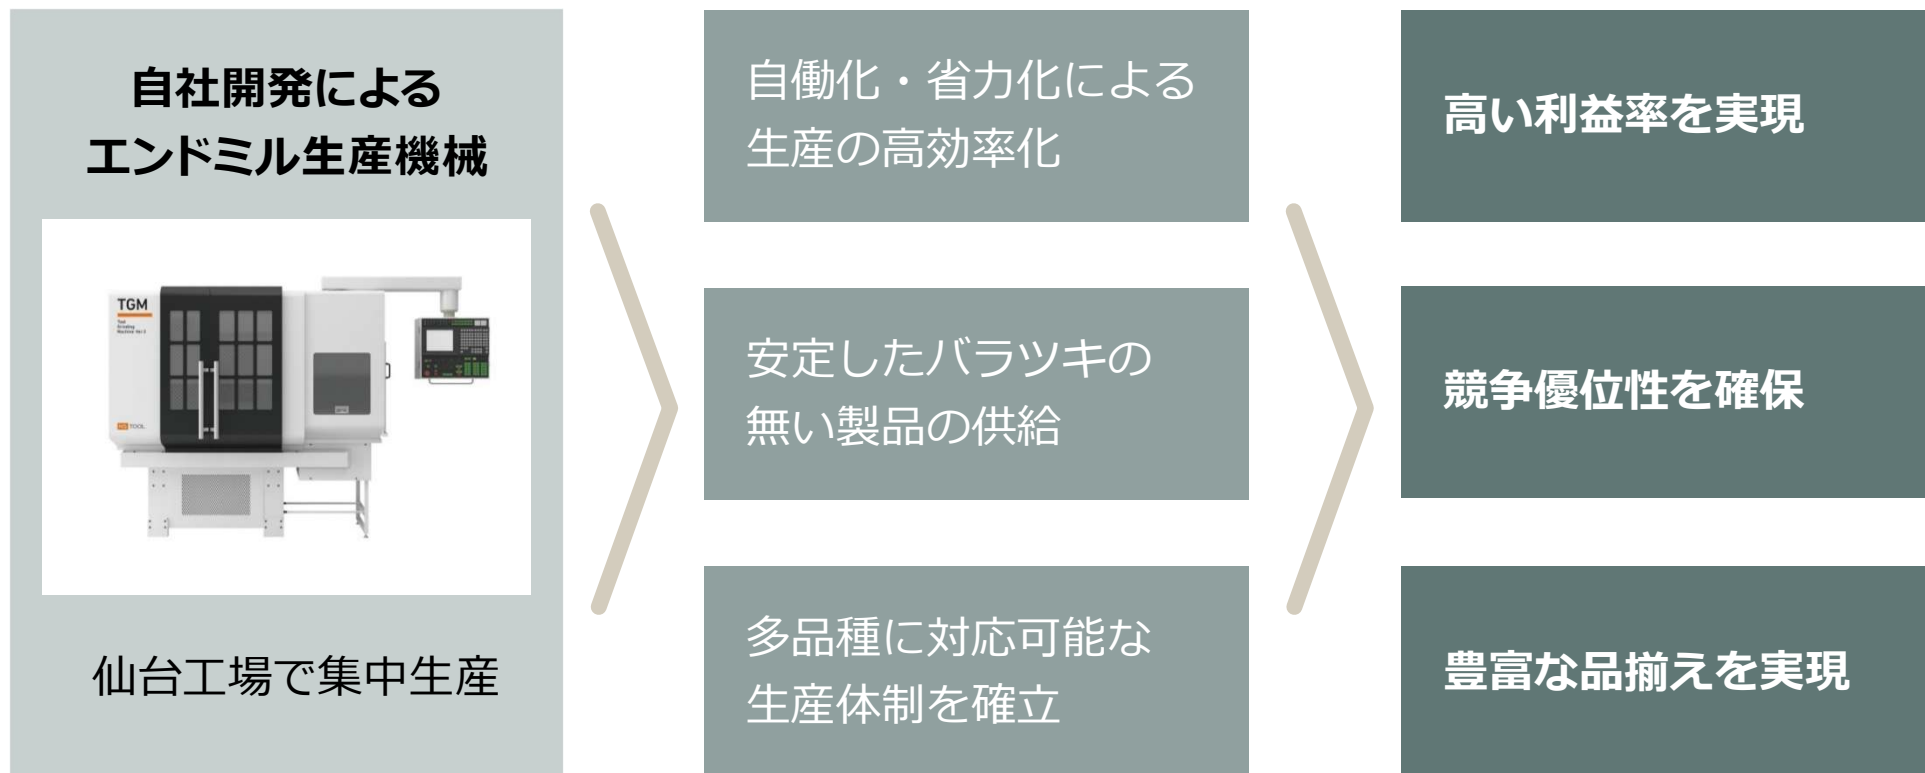 自社開発による
エンドミル生産機械
TGM
Tool
Grinding
TOOL
仙台工場で集中生産
自働化・省力化による
生産の高効率化
安定したバラツキの
無い製品の供給
多品種に対応可能な
生産体制を確立
高い利益率を実現
競争優位性を確保
豊富な品揃えを実現